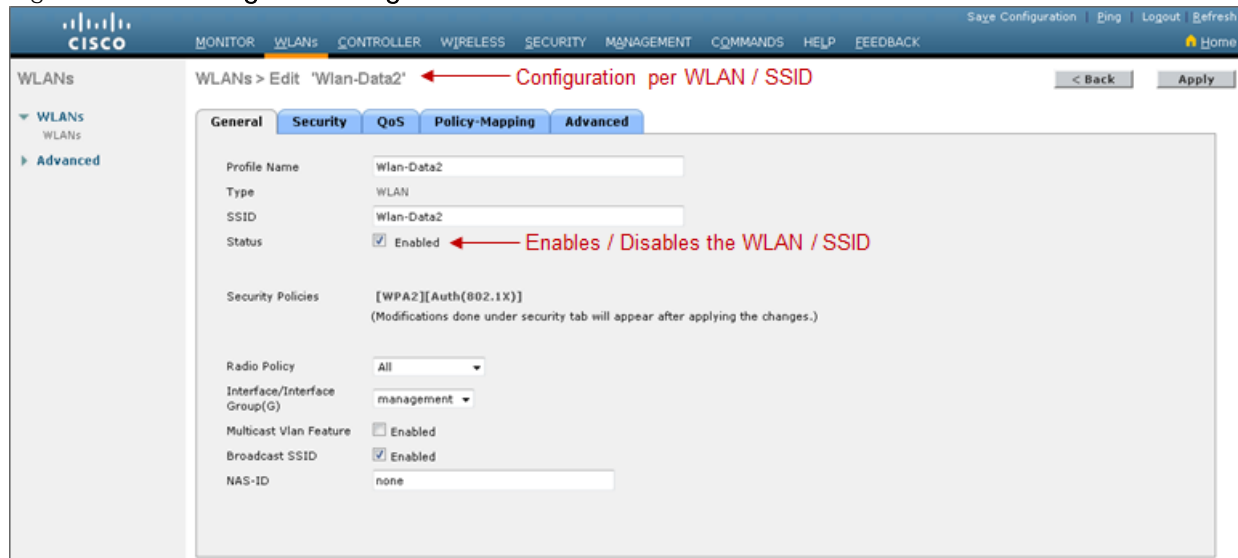 Save Configuration | Ping | Logout | Refresh
CISCO
MONITOR WLANs CONTROLLER WIRELESS SECURITY MANAGEMENT COMMANDS HELP FEEDBACK Home
WLANs
WLANs > Edit 'Wlan-Data2' Configuration per WLAN / SSID < Back Apply
WLANs
WLANs
Advanced
General Security QoS Policy-Mapping Advanced
Profile Name Wlan-Data2
Type WLAN
SSID Wlan-Data2
Status Enabled Enables / Disables the WLAN / SSID
Security Policies [WPA2][Auth(802.1X)]
(Modifications done under security tab will appear after applying the changes.)
Radio Policy All
Interface/Interface
Group(G) management
Multicast Vlan Feature Enabled
Broadcast SSID Enabled
NAS-ID none